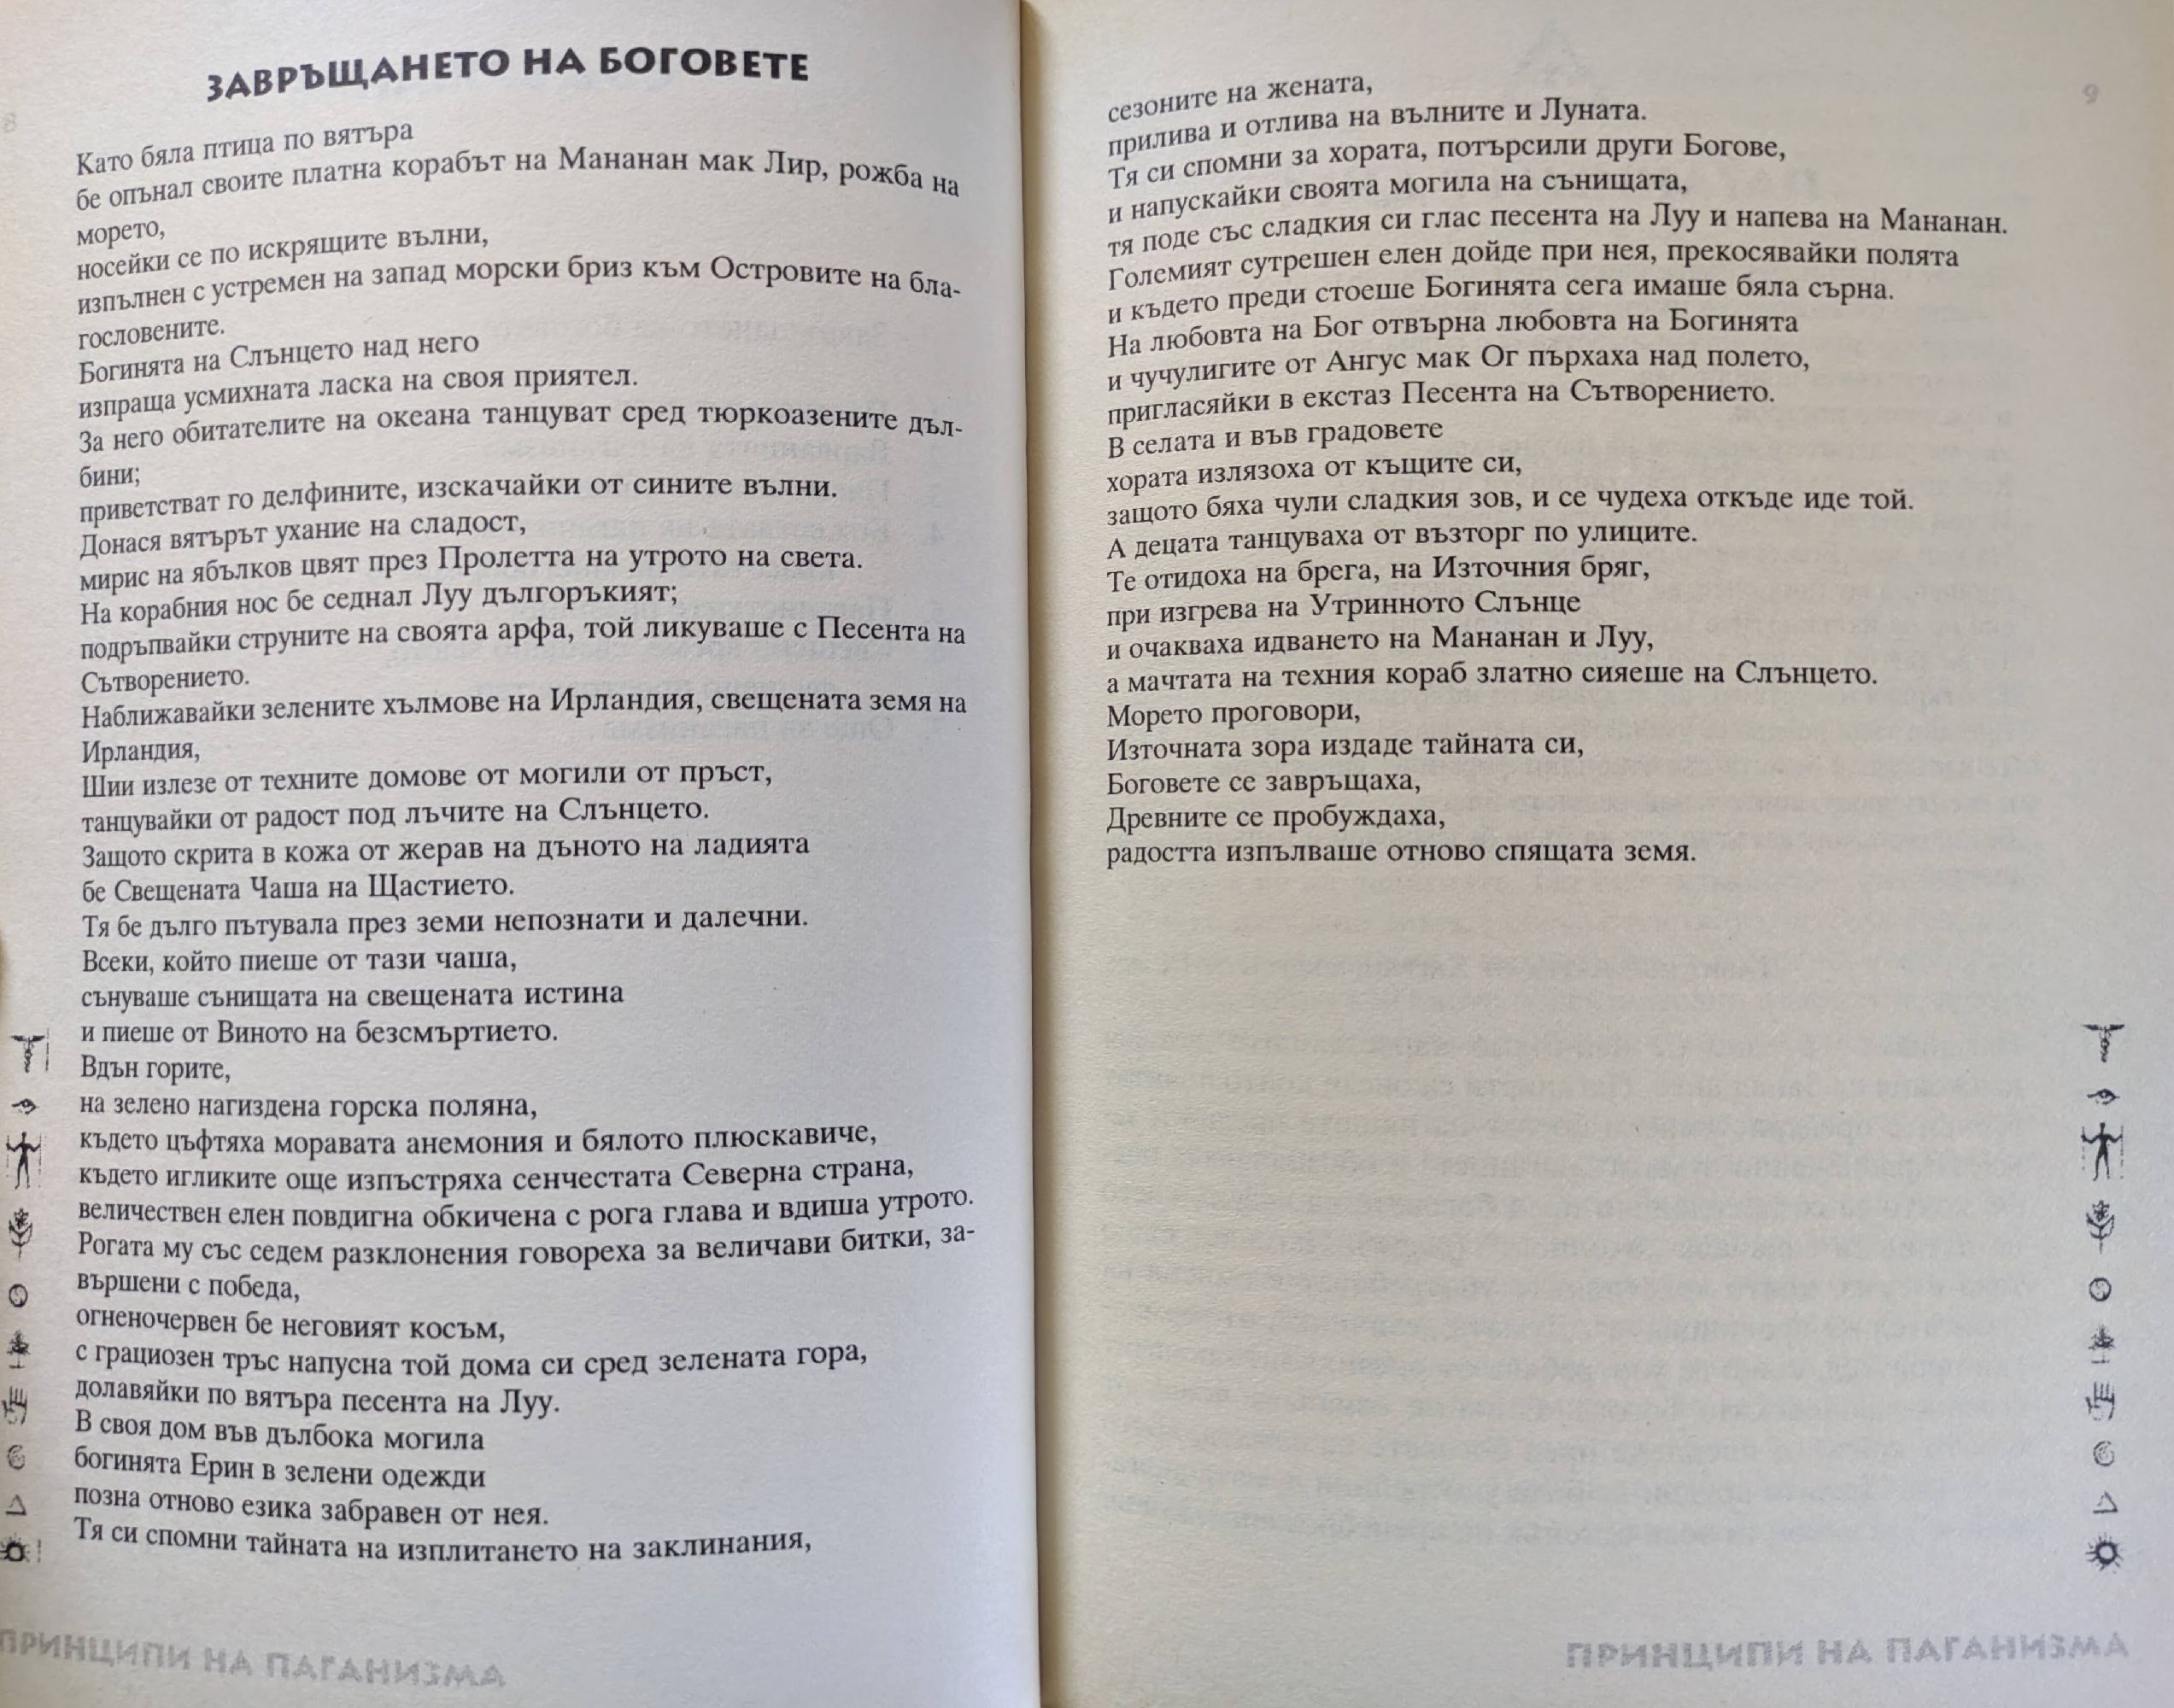 8
ЗАВРЪЩАНЕТО НА БОГОВЕТЕ
Като бяла птица по вятъра
бе опънал своите платна корабът на Мананан мак Лир, рожба на
морето,
носейки се по искрящите вълни,
изпълнен с устремен на запад морски бриз към Островите на бла-
гословените.
Богинята на Слънцето над него
изпраща усмихната ласка на своя приятел.
За него обитателите на океана танцуват сред тюркоазените дъл-
бини;
приветстват го делфините, изскачайки от сините вълни.
Донася вятърът ухание на сладост,
мирис на ябълков цвят през Пролетта на утрото на света.
На корабния нос бе седнал Луу дългоръкият;
подръпвайки струните на своята арфа, той ликуваше с Песента на
Сътворението.
Наближавайки зелените хълмове на Ирландия, свещената земя на
Ирландия,
Шии излезе от техните домове от могили от пръст,
танцувайки от радост под лъчите на Слънцето.
Защото скрита в кожа от жерав на дъното на ладията
бе Свещената Чаша на Щастието.
Тя бе дълго пътувала през земи непознати и далечни.
Всеки, който пиеше от тази чаша,
сънуваше сънищата на свещената истина
и пиеше от Виното на безсмъртието.
Вдън горите,
на зелено нагиздена горска поляна,
където цъфтяха моравата анемония и бялото плюскавиче,
където игликите още изпъстряха сенчестата Северна страна,
величествен елен повдигна обкичена с рога глава и вдиша утрото.
Рогата му със седем разклонения говореха за величави битки, за-
вършени с победа,
огненочервен бе неговият косъм,
с грациозен тръс напусна той дома си сред зелената гора,
долавяйки по вятъра песента на Луу.
В своя дом във дълбока могила
богинята Ерин в зелени одежди
позна отново езика забравен от нея.
Тя си спомни тайната на изплитането на заклинания,
ПРИНЦИПИ НА ПАГАНИЗМА
9
сезоните на жената,
прилива и отлива на вълните и Луната.
Тя си спомни за хората, потърсили други Богове,
и напускайки своята могила на сънищата,
тя поде със сладкия си глас песента на Луу и напева на Мананан.
Големият сутрешен елен дойде при нея, прекосявайки полята
и където преди стоеше Богинята сега имаше бяла сърна.
На любовта на Бог отвърна любовта на Богинята
и чучулигите от Ангус мак Ог пърхаха над полето,
пригласяйки в екстаз Песента на Сътворението.
В селата и във градовете
хората излязоха от къщите си,
защото бяха чули сладкия зов, и се чудеха откъде иде той.
А децата танцуваха от възторг по улиците.
Те отидоха на брега, на Източния бряг,
при изгрева на Утринното Слънце
и очакваха идването на Мананан и Луу,
а мачтата на техния кораб златно сияеше на Слънцето.
Морето проговори,
Източната зора издаде тайната си,
Боговете се завръщаха,
Древните се пробуждаха,
радостта изпълваше отново спящата земя.
ПРИНЦИПИ НА ПАГАНИЗМА